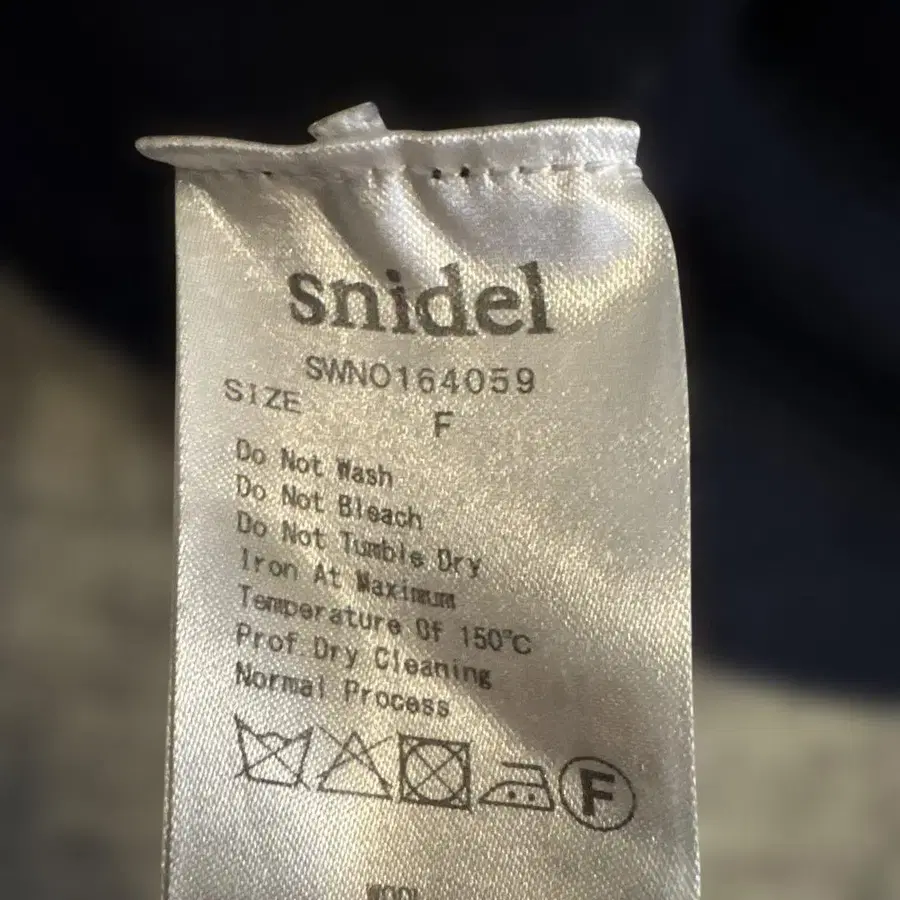 snidel
SWNO164059
SIZE
F
Do Not Wash
Do Not Bleach
Do Not Tumble Dry
Iron At Maximum
Temperature Of 150℃
Prof Dry Cleaning
Normal Process
F
WOOL